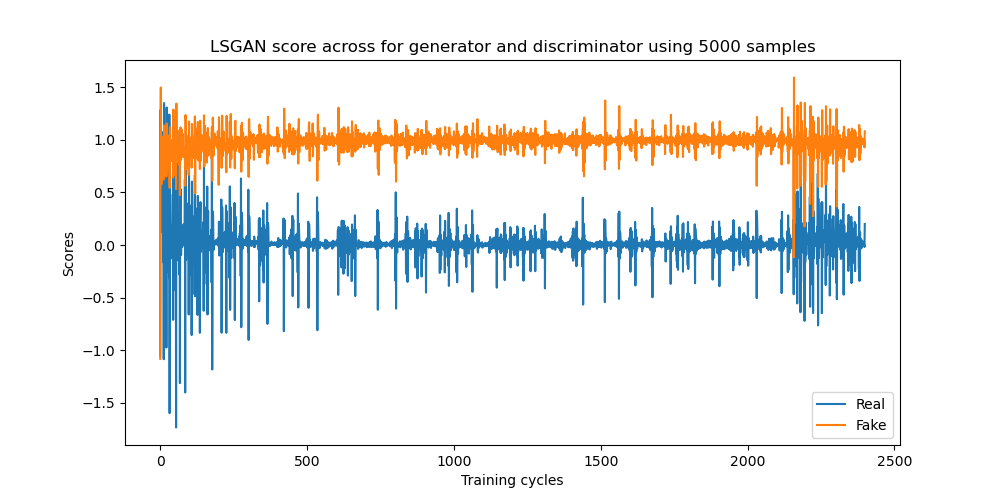 LSGAN score across for generator and discriminator using 5000 samples
Scores
1.5
1.0
0.5
0.0
−0.5
−1.0
−1.5
0
500
1000
1500
2000
2500
Training cycles
Real
Fake